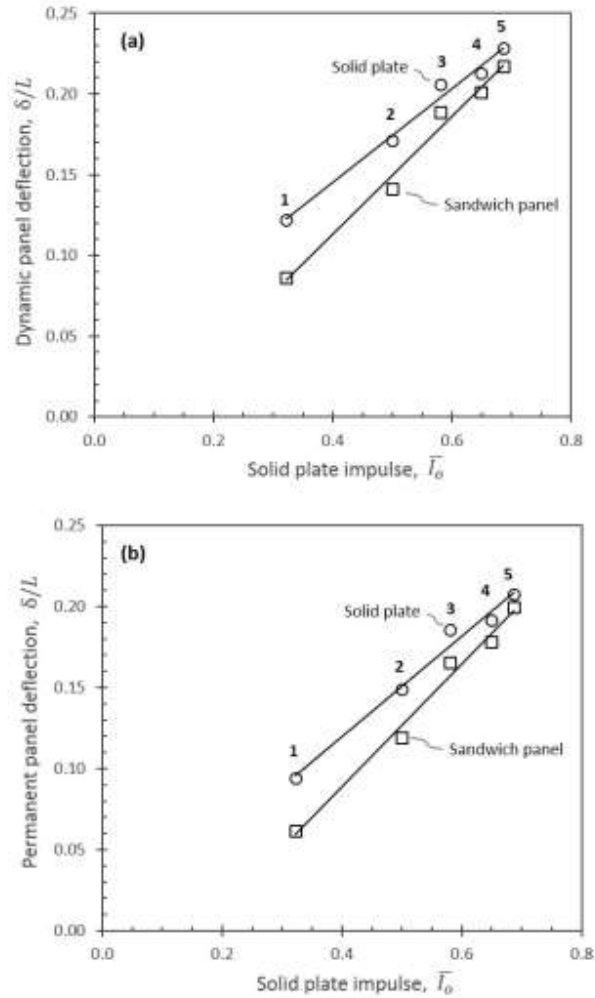 (a)
5
4
3
Solid plate
2
1
Sandwich panel
0.25
0.20
0.15
0.10
0.05
0.00
Dynamic panel deflection, δ/L
0.0 0.2 0.4 0.6 0.8
Solid plate impulse, I̅ₒ
(b)
5
4
3
Solid plate
2
1
Sandwich panel
0.25
0.20
0.15
0.10
0.05
0.00
Permanent panel deflection, δ/L
0.0 0.2 0.4 0.6 0.8
Solid plate impulse, I̅ₒ